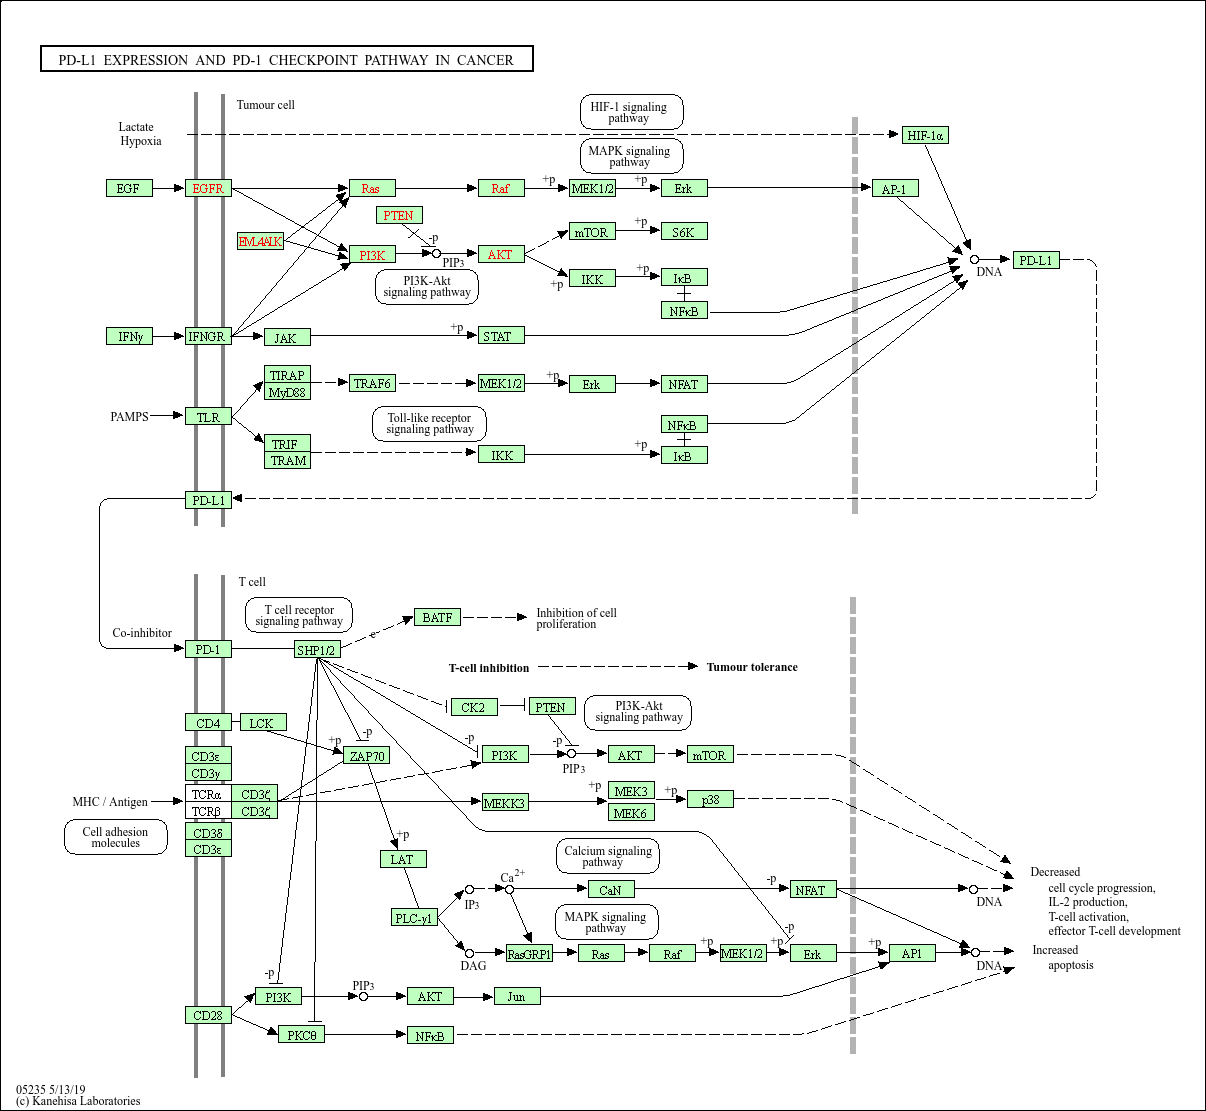 PD-L1 EXPRESSION AND PD-1 CHECKPOINT PATHWAY IN CANCER
Tumour cell
HIF-1 signaling
pathway
Lactate
Hypoxia
HIF-1α
MAPK signaling
pathway
EGF
EGFR
Ras
Raf
+p
MEK1/2
+p
Erk
AP-1
PTEN
-p
mTOR
+p
S6K
EML4ALK
PI3K
PIP3
AKT
DNA
PD-L1
PI3K-Akt
signaling pathway
+p
IKK
+p
IκB
NFκB
IFNγ
IFNGR
JAK
+p
STAT
TIRAP
MyD88
TRAF6
MEK1/2
+p
Erk
NFAT
PAMPS
TLR
Toll-like receptor
signaling pathway
NFκB
TRIF
TRAM
IKK
+p
IκB
PD-L1
T cell
T cell receptor
signaling pathway
BATF
Inhibition of cell
proliferation
e
Co-inhibitor
PD-1
SHP1/2
T-cell inhibition
Tumour tolerance
CK2
PTEN
PI3K-Akt
signaling pathway
CD4
LCK
+p
-p
-p
-p
ZAP70
PI3K
PIP3
AKT
mTOR
CD3ε
CD3γ
MHC / Antigen
TCRα
CD3ζ
TCRβ
CD3ζ
MEKK3
+p
MEK3
MEK6
+p
p38
Cell adhesion
molecules
CD3δ
CD3ε
+p
LAT
Calcium signaling
pathway
Ca2+
IP3
CaN
-p
NFAT
DNA
Decreased
cell cycle progression,
IL-2 production,
T-cell activation,
effector T-cell development
PLC-γ1
MAPK signaling
pathway
-p
DAG
RasGRP1
Ras
Raf
+p
MEK1/2
+p
Erk
+p
AP1
DNA
Increased
apoptosis
-p
PI3K
PIP3
AKT
Jun
CD28
PKCθ
NFκB
05235 5/13/19
(c) Kanehisa Laboratories